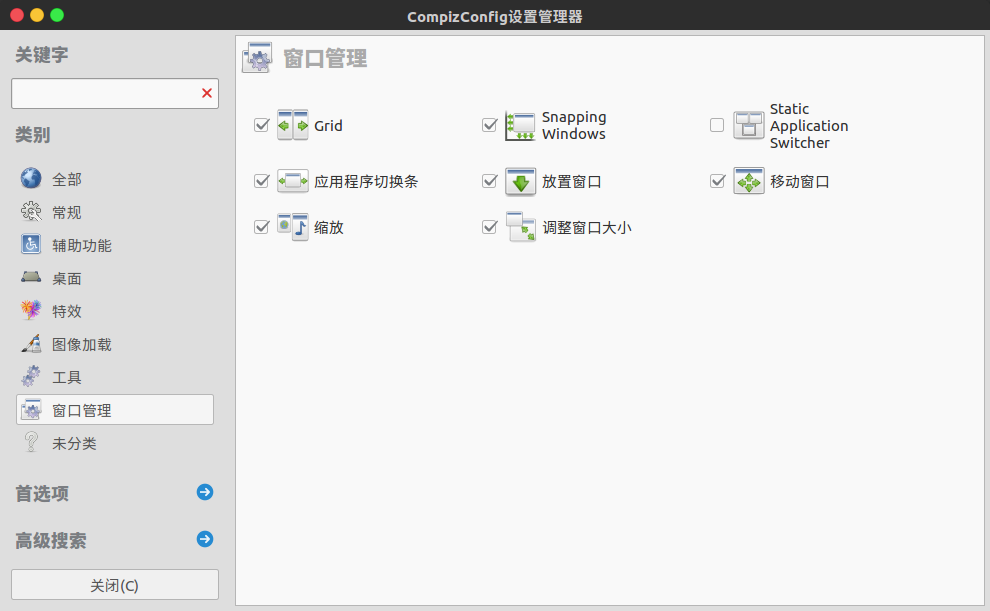 CompizConfig设置管理器
关键字
类别
全部
常规
辅助功能
桌面
特效
图像加载
工具
窗口管理
未分类
首选项
高级搜索
关闭(C)
窗口管理
Grid
Snapping
Windows
Static
Application
Switcher
应用程序切换条
放置窗口
移动窗口
缩放
调整窗口大小